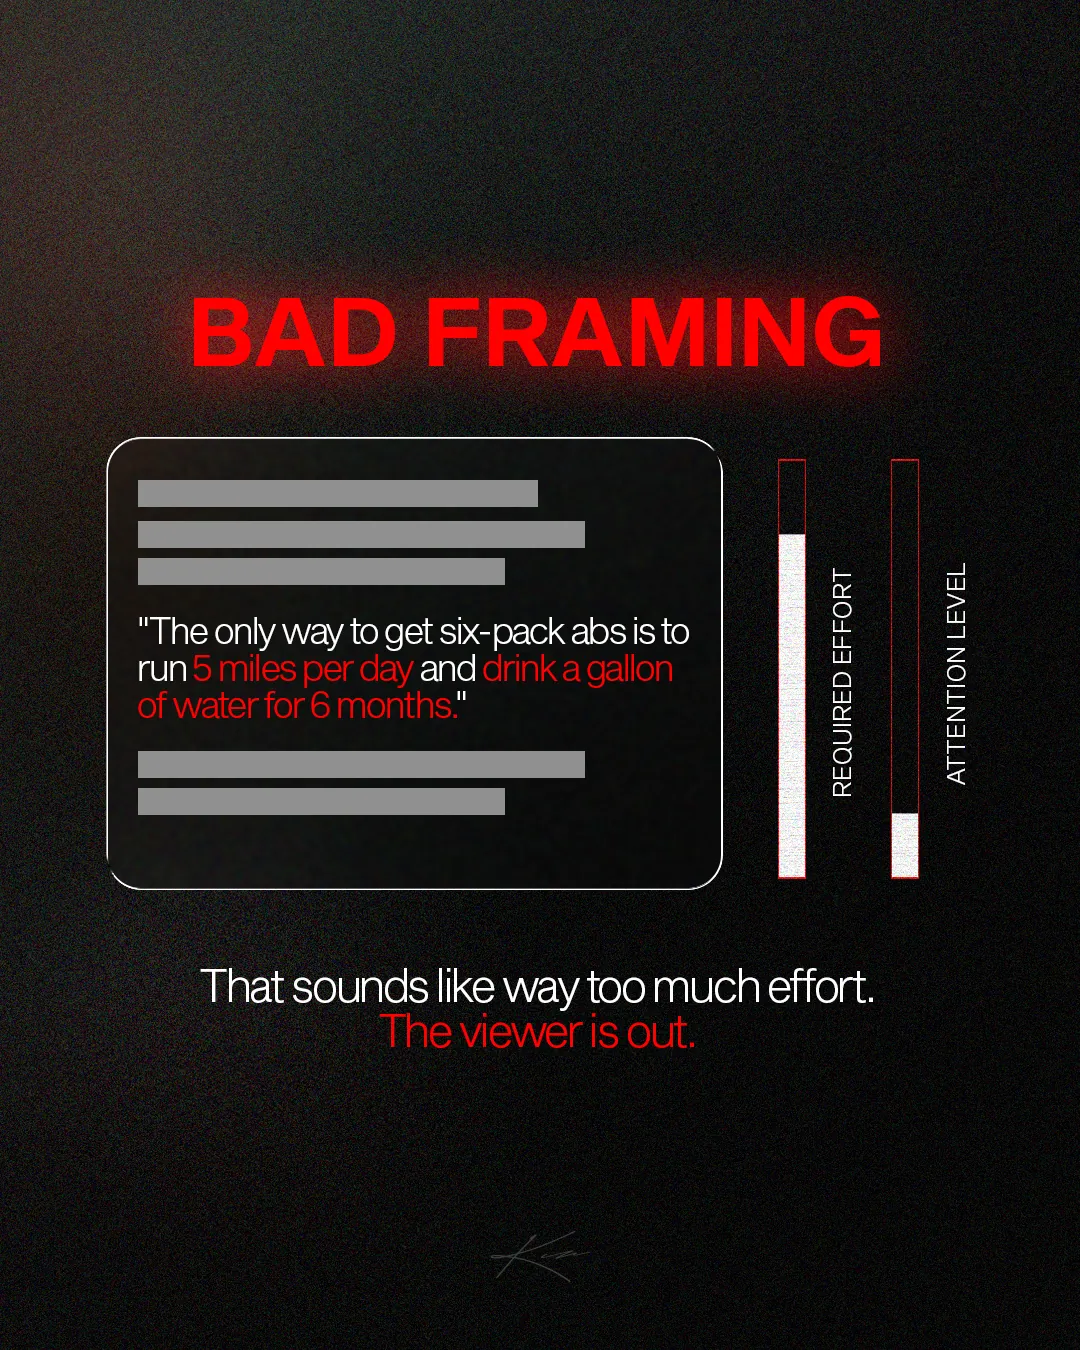 BAD FRAMING
"The only way to get six-pack abs is to
run 5 miles per day and drink a gallon
of water for 6 months."
REQUIRED EFFORT
ATTENTION LEVEL
That sounds like way too much effort.
The viewer is out.